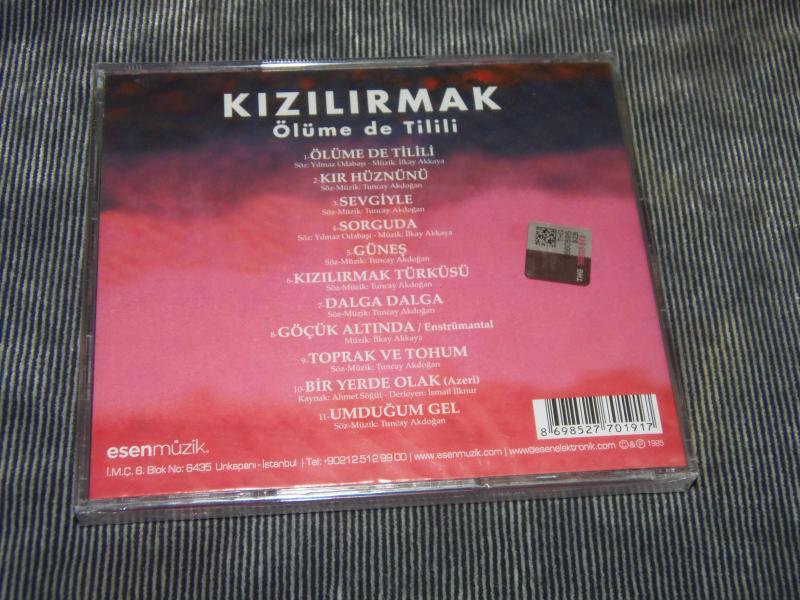 KIZILIRMAK
Ölüme de Tilili
1-ÖLÜME DE TİLİLİ
Söz: Yılmaz Odabaşı - Müzik: İlkay Akkaya
2-KIR HÜZNÜNÜ
Söz-Müzik: Tuncay Akdoğan
3-SEVGİYLE
Söz-Müzik: Tuncay Akdoğan
4-SORGUDA
Söz: Yılmaz Odabaşı - Müzik: İlkay Akkaya
5-GÜNEŞ
Söz-Müzik: Tuncay Akdoğan
6-KIZILIRMAK TÜRKÜSÜ
Söz-Müzik: Tuncay Akdoğan
7-DALGA DALGA
Söz-Müzik: Tuncay Akdoğan
8-GÖÇÜK ALTINDA / Enstrümantal
Müzik: İlkay Akkaya
9-TOPRAK VE TOHUM
Söz-Müzik: Tuncay Akdoğan
10-BİR YERDE OLAK (Azeri)
Kaynak: Ahmet Söğüt - Derleyen: İsmail İlknur
11-UMDUĞUM GEL
Söz-Müzik: Tuncay Akdoğan
THG
8 698527 701917
esenmüzik.
İ.M.Ç. 6. Blok No: 6435 Unkapanı - İstanbul | Tel: +90212 512 99 00 | www.esenmuzik.com | www.esenelektronik.com © & ℗ 1995